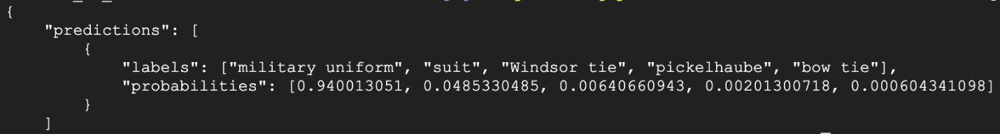 {
"predictions": [
{
"labels": ["military uniform", "suit", "Windsor tie", "pickelhaube", "bow tie"],
"probabilities": [0.940013051, 0.0485330485, 0.00640660943, 0.00201300718, 0.000604341098]
}
]